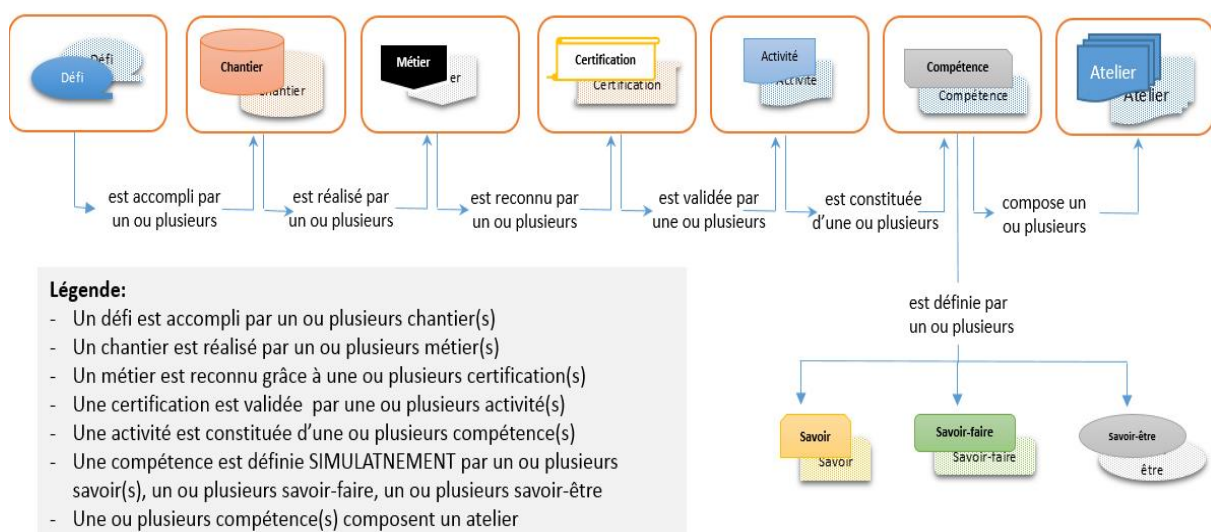 Défi
Défi
Chantier
Chantier
Métier
er
Certification
Certification
Activité
Activité
Compétence
Compétence
Atelier
Atelier
est accompli par
un ou plusieurs
est réalisé par
un ou plusieurs
est reconnu par
un ou plusieurs
est validée par
une ou plusieurs
est constituée
d'une ou plusieurs
compose un
ou plusieurs
est définie par
un ou plusieurs
Savoir
Savoir
Savoir-faire
Savoir-faire
Savoir-être
être
Légende:
- Un défi est accompli par un ou plusieurs chantier(s)
- Un chantier est réalisé par un ou plusieurs métier(s)
- Un métier est reconnu grâce à une ou plusieurs certification(s)
- Une certification est validée par une ou plusieurs activité(s)
- Une activité est constituée d'une ou plusieurs compétence(s)
- Une compétence est définie SIMULATNEMENT par un ou plusieurs
savoir(s), un ou plusieurs savoir-faire, un ou plusieurs savoir-être
- Une ou plusieurs compétence(s) composent un atelier